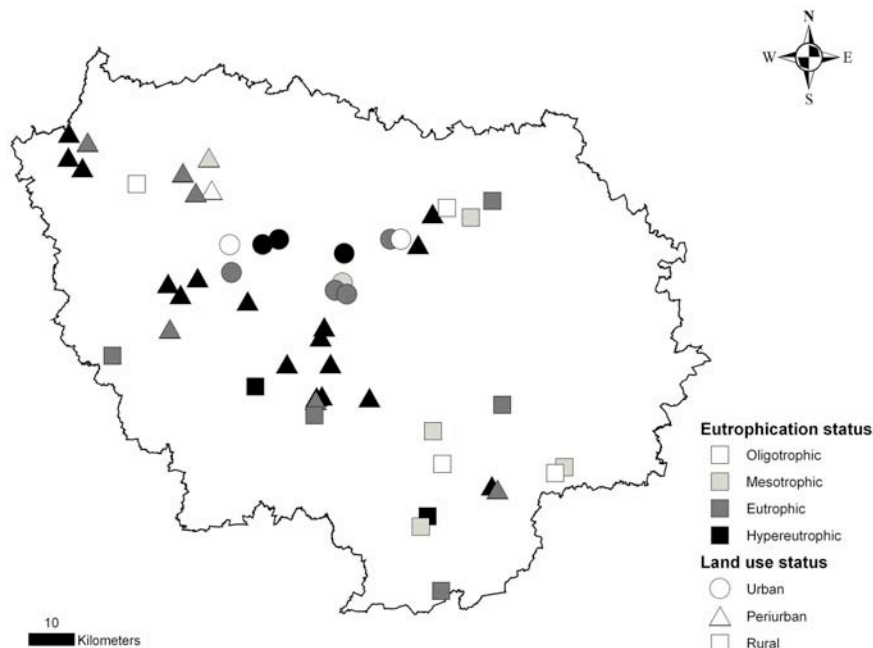 N
W E
S
Eutrophication status
Oligotrophic
Mesotrophic
Eutrophic
Hypereutrophic
Land use status
Urban
Periurban
Rural
10
Kilometers